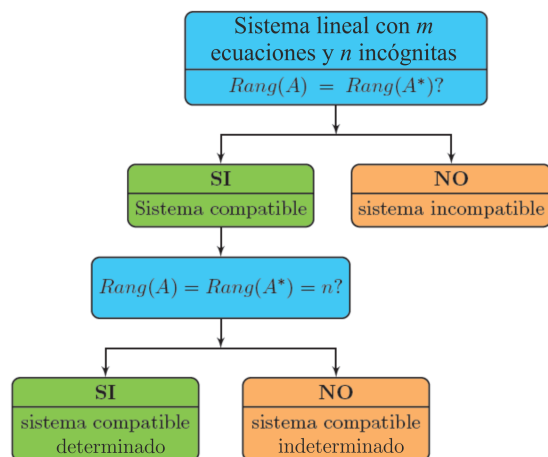 Sistema lineal con m
ecuaciones y n incógnitas
Rang(A) = Rang(A*)?
SI
Sistema compatible
NO
sistema incompatible
Rang(A) = Rang(A*) = n?
SI
sistema compatible
determinado
NO
sistema compatible
indeterminado